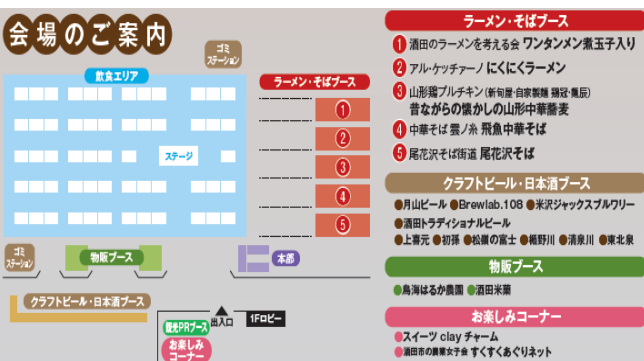 会場のご案内
ゴミ
ステーション
飲食エリア
ステージ
ラーメン・そばブース
1
2
3
4
5
ゴミ
ステーション
物販ブース
本部
クラフトビール・日本酒ブース
観光PRブース
出入口
1Fロビー
お楽しみ
コーナー
ラーメン・そばブース
1 酒田のラーメンを考える会 ワンタンメン煮玉子入り
2 アル・ケッチァーノ にくにくラーメン
3 山形鶏ブルチキン(新旬屋・自家製麺 鶏冠・龜辰)
昔ながらの懐かしの山形中華蕎麦
4 中華そば 雲ノ糸 飛魚中華そば
5 尾花沢そば街道 尾花沢そば
クラフトビール・日本酒ブース
●月山ビール ●Brewlab.108 ●米沢ジャックスブルワリー
●酒田トラディショナルビール
●上喜元 ●初孫 ●松嶺の富士 ●楯野川 ●清泉川 ●東北泉
物販ブース
●鳥海はるか農園 ●酒田米菓
お楽しみコーナー
●スイーツ clay チャーム
●酒田市の農業女子会 すくすくあぐりネット